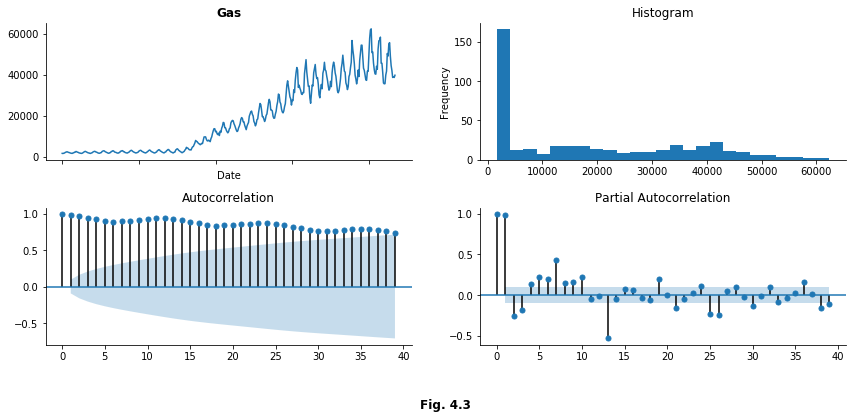 Gas
Histogram
60000
40000
20000
0
Date
150
100
50
0
Frequency
0 10000 20000 30000 40000 50000 60000
Autocorrelation
Partial Autocorrelation
1.0
0.5
0.0
−0.5
0 5 10 15 20 25 30 35 40
1.0
0.5
0.0
−0.5
0 5 10 15 20 25 30 35 40
Fig. 4.3